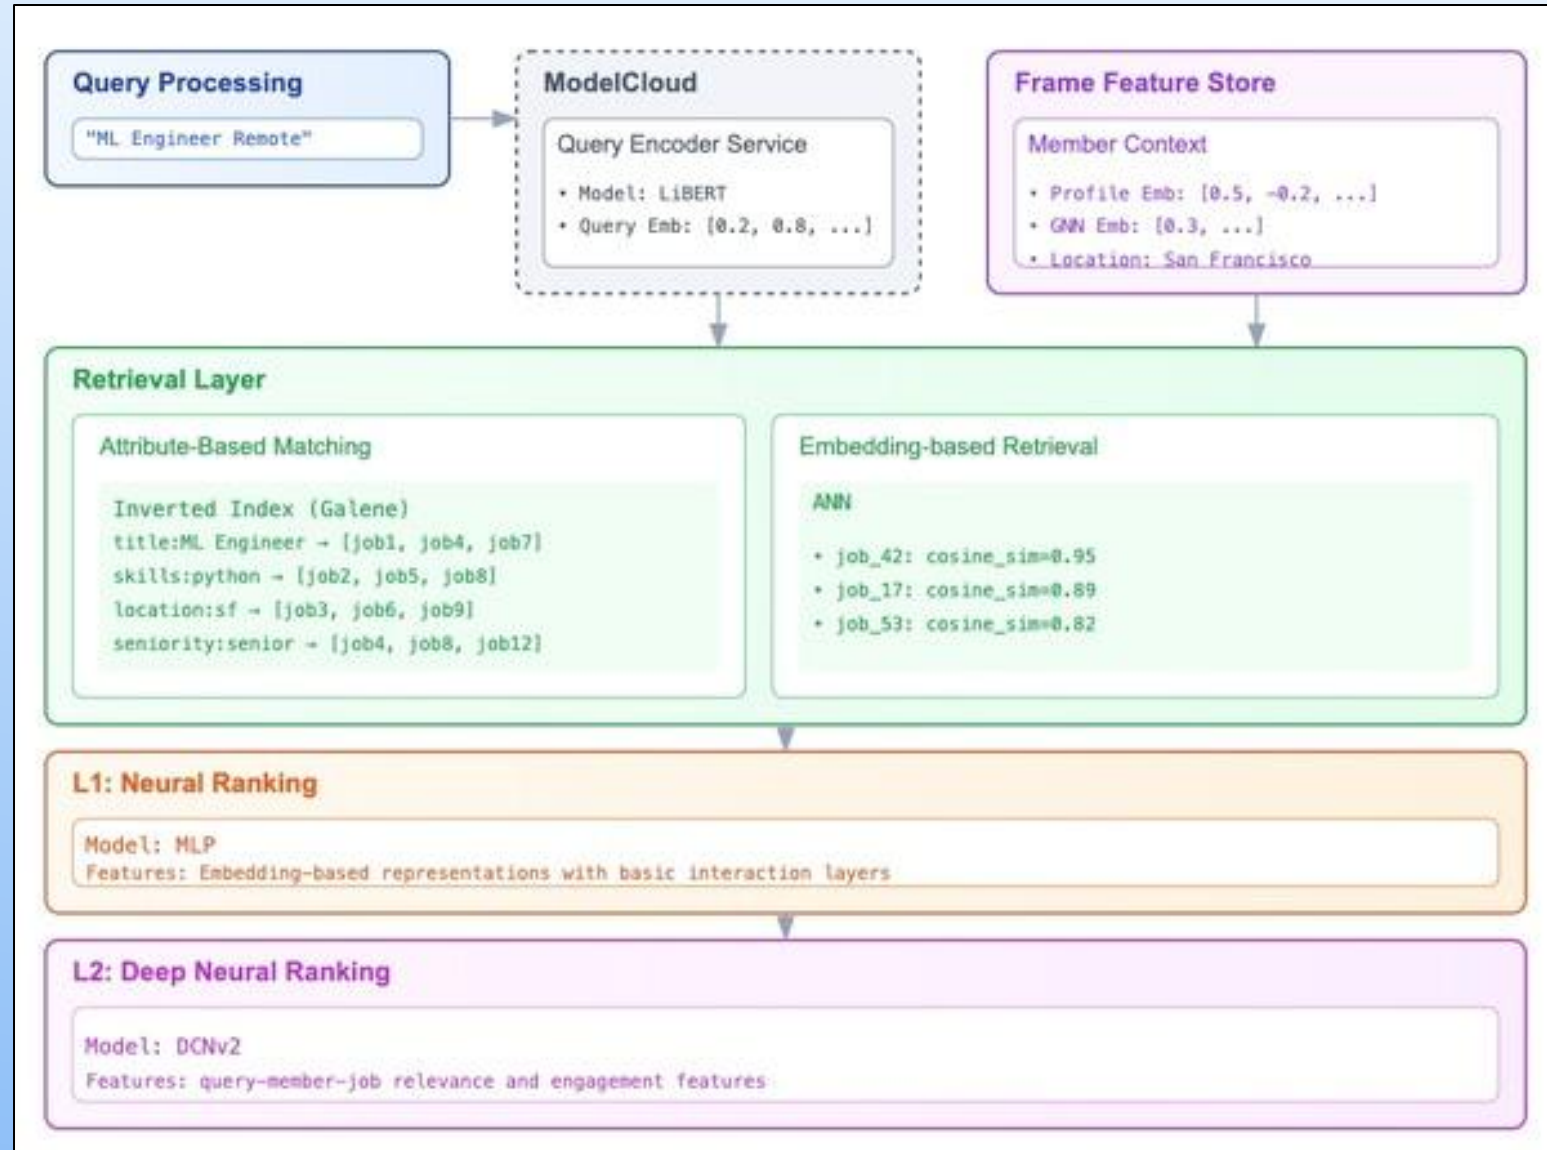 Query Processing
"ML Engineer Remote"
ModelCloud
Query Encoder Service
• Model: LiBERT
• Query Emb: [0.2, 0.8, ...]
Frame Feature Store
Member Context
• Profile Emb: [0.5, -0.2, ...]
• GNN Emb: [0.3, ...]
• Location: San Francisco
Retrieval Layer
Attribute-Based Matching
Inverted Index (Galene)
title:ML Engineer → [job1, job4, job7]
skills:python → [job2, job5, job8]
location:sf → [job3, job6, job9]
seniority:senior → [job4, job8, job12]
Embedding-based Retrieval
ANN
• job_42: cosine_sim=0.95
• job_17: cosine_sim=0.89
• job_53: cosine_sim=0.82
L1: Neural Ranking
Model: MLP
Features: Embedding-based representations with basic interaction layers
L2: Deep Neural Ranking
Model: DCNv2
Features: query-member-job relevance and engagement features